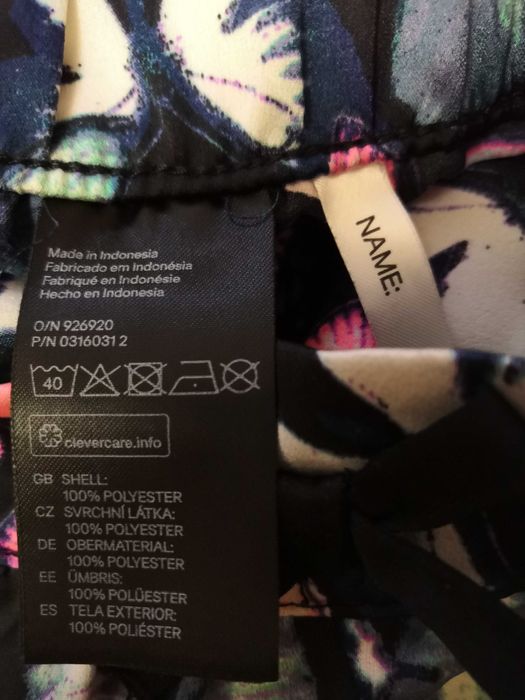 Made in Indonesia
Fabricado em Indonésia
Fabriqué en Indonésie
Hecho en Indonesia
O/N 926920
P/N 0316031 2
40
clevercare.info
GB SHELL:
100% POLYESTER
CZ SVRCHNÍ LÁTKA:
100% POLYESTER
DE OBERMATERIAL:
100% POLYESTER
EE ÜMBRIS:
100% POLÜESTER
ES TELA EXTERIOR:
100% POLIÉSTER
NAME: